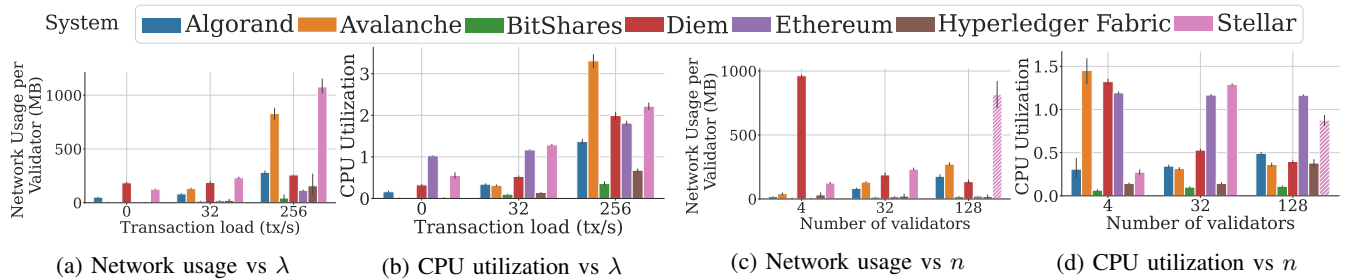 System Algorand Avalanche BitShares Diem Ethereum Hyperledger Fabric Stellar
Network Usage per
Validator (MB)
1000
500
0
0 32 256
Transaction load (tx/s)
(a) Network usage vs λ
CPU Utilization
3
2
1
0
0 32 256
Transaction load (tx/s)
(b) CPU utilization vs λ
Network Usage per
Validator (MB)
1000
500
0
4 32 128
Number of validators
(c) Network usage vs n
CPU Utilization
1.5
1.0
0.5
0.0
4 32 128
Number of validators
(d) CPU utilization vs n